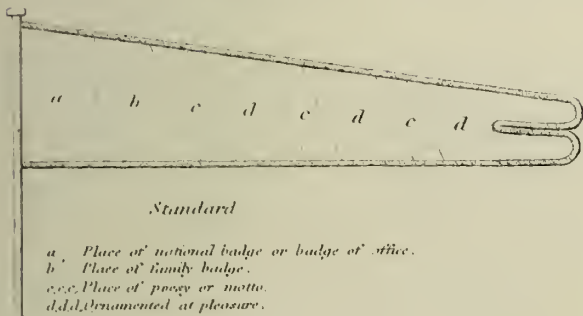 a b c d c d c d
Standard
a, Place of national badge or badge of office.
b Place of family badge.
c,c,c, Place of poesy or motto.
d,d,d, Ornamented at pleasure.